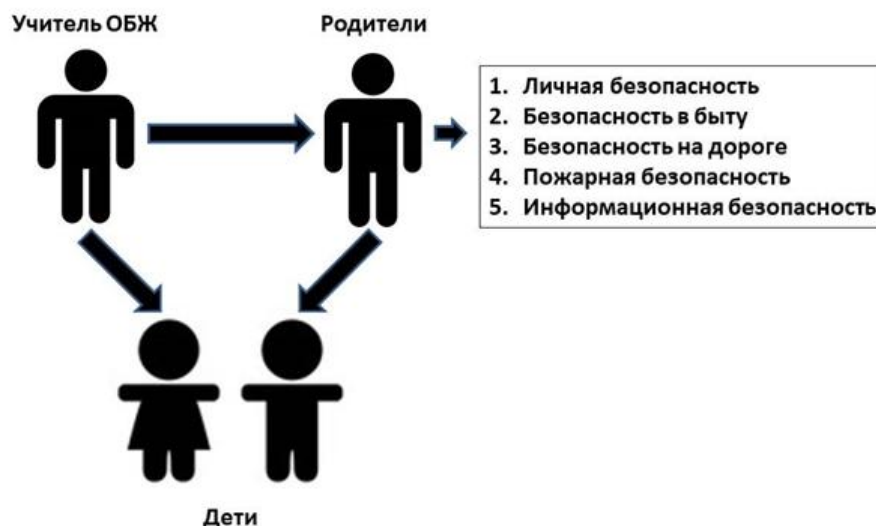 Учитель ОБЖ
Родители
1. Личная безопасность
2. Безопасность в быту
3. Безопасность на дороге
4. Пожарная безопасность
5. Информационная безопасность
Дети